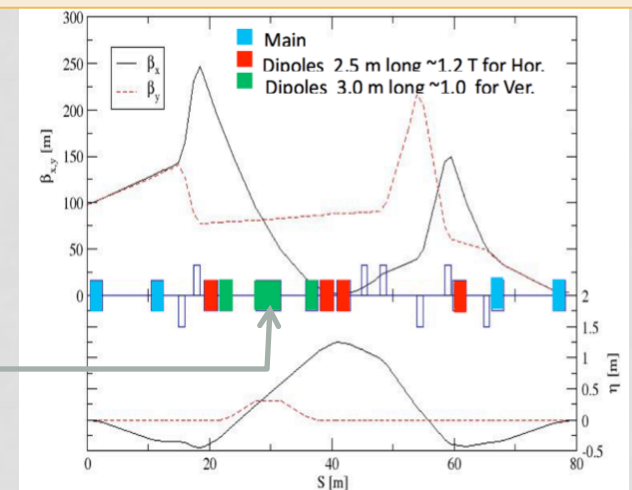 300
250
200
150
100
50
0
βx,y [m]
βx
βy
Main
Dipoles 2.5 m long ~1.2 T for Hor.
Dipoles 3.0 m long ~1.0 for Ver.
2
1.5
1
0.5
0
-0.5
η [m]
0 20 40 60 80
S [m]